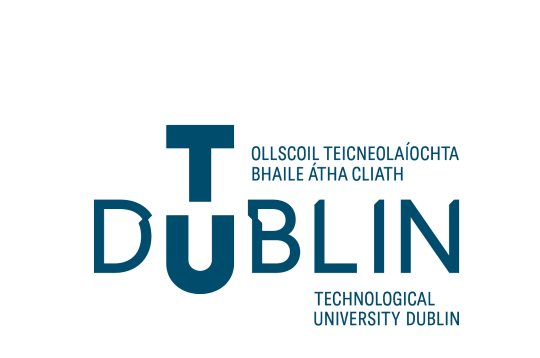 T
OLLSCOIL TEICNEOLAÍOCHTA
BHAILE ÁTHA CLIATH
DUBLIN
TECHNOLOGICAL
UNIVERSITY DUBLIN